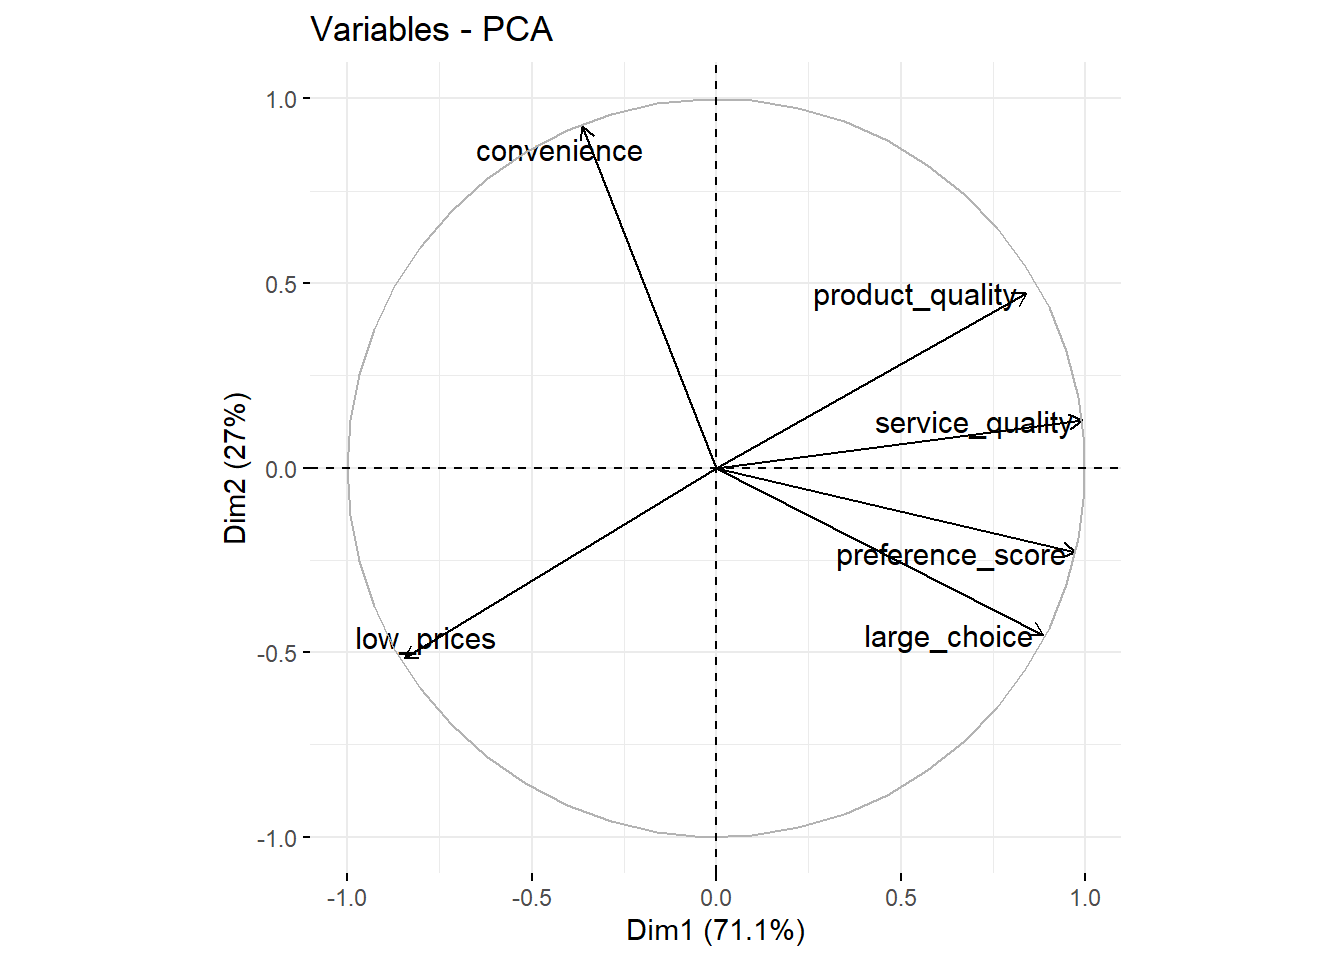 Variables - PCA
1.0
convenience
0.5
product_quality
service_quality
0.0
preference_score
large_choice
low_prices
-0.5
-1.0
-1.0 -0.5 0.0 0.5 1.0
Dim1 (71.1%)
Dim2 (27%)